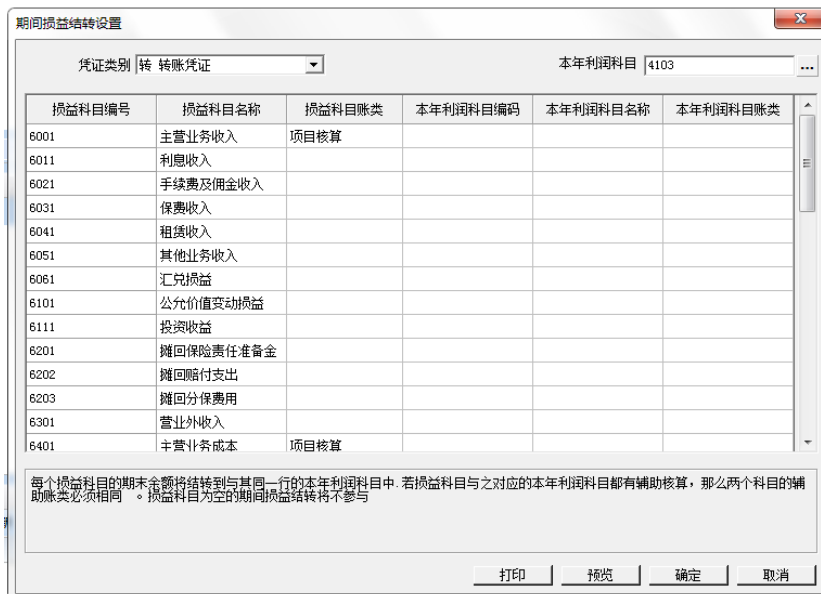 期间损益结转设置
凭证类别 转 转账凭证 本年利润科目 4103 ...
损益科目编号 损益科目名称 损益科目账类 本年利润科目编码 本年利润科目名称 本年利润科目账类
6001 主营业务收入 项目核算
6011 利息收入
6021 手续费及佣金收入
6031 保费收入
6041 租赁收入
6051 其他业务收入
6061 汇兑损益
6101 公允价值变动损益
6111 投资收益
6201 摊回保险责任准备金
6202 摊回赔付支出
6203 摊回分保费用
6301 营业外收入
6401 主营业务成本 项目核算
每个损益科目的期末余额将结转到与其同一行的本年利润科目中.若损益科目与之对应的本年利润科目都有辅助核算，那么两个科目的辅
助账类必须相同 。损益科目为空的期间损益结转将不参与
打印 预览 确定 取消